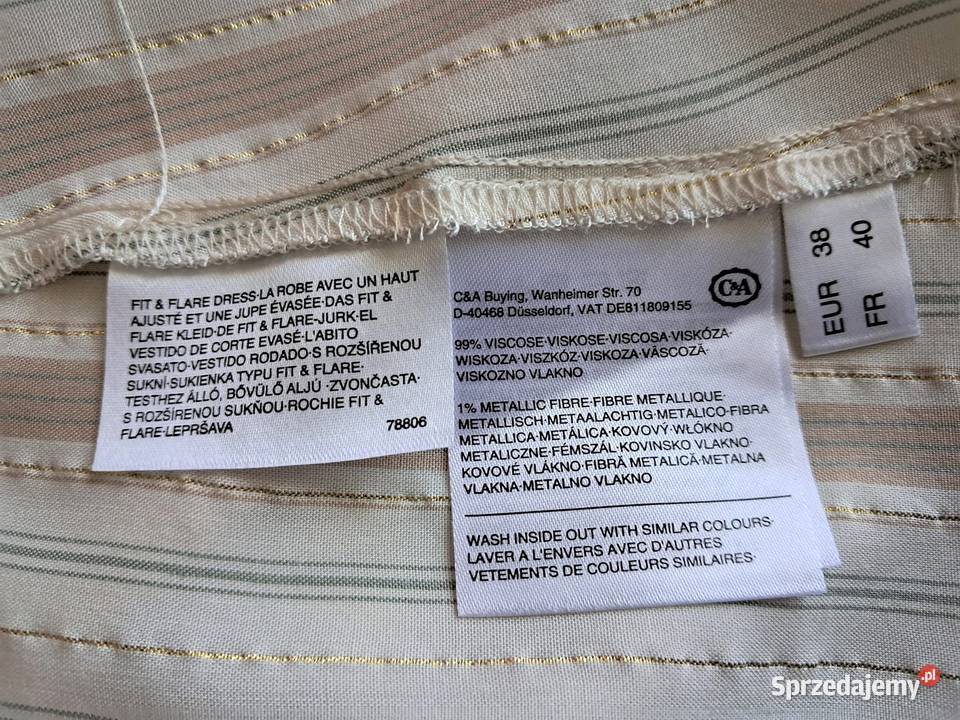 FIT & FLARE DRESS·LA ROBE AVEC UN HAUT
AJUSTÉ ET UNE JUPE ÉVASÉE·DAS FIT &
FLARE KLEID·DE FIT & FLARE-JURK·EL
VESTIDO DE CORTE EVASÉ·L'ABITO
SVASATO·VESTIDO RODADO·S ROZŠÍŘENOU
SUKNÍ·SUKIENKA TYPU FIT & FLARE·
TESTHEZ ÁLLÓ, BŐVÜLŐ ALJÚ ·ZVONČASTA·
S ROZŠÍRENOU SUKŇOU·ROCHIE FIT &
FLARE·LEPRŠAVA
78806
C&A Buying, Wanheimer Str. 70
D-40468 Düsseldorf, VAT DE811809155
C&A
99% VISCOSE·VISKOSE·VISCOSA·VISKÓZA·
WISKOZA·VISZKÓZ·VISKOZA·VÂSCOZĂ·
VISKOZNO VLAKNO
1% METALLIC FIBRE·FIBRE METALLIQUE·
METALLISCH·METAALACHTIG·METALICO·FIBRA
METALLICA·METÁLICA·KOVOVÝ·WŁÓKNO
METALICZNE·FÉMSZÁL·KOVINSKO VLAKNO·
KOVOVÉ VLÁKNO·FIBRĂ METALICĂ·METALNA
VLAKNA·METALNO VLAKNO
WASH INSIDE OUT WITH SIMILAR COLOURS·
LAVER A L'ENVERS AVEC D'AUTRES
VETEMENTS DE COULEURS SIMILAIRES·
EUR 38
FR 40
Sprzedajemy.pl